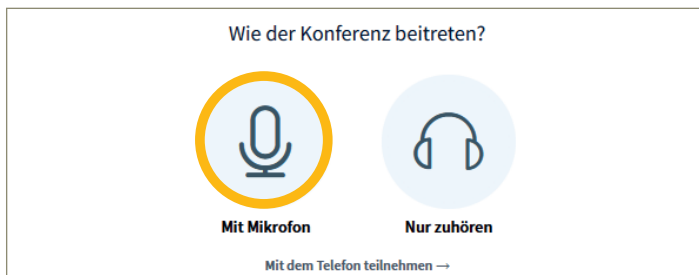 Wie der Konferenz beitreten?
Mit Mikrofon
Nur zuhören
Mit dem Telefon teilnehmen →